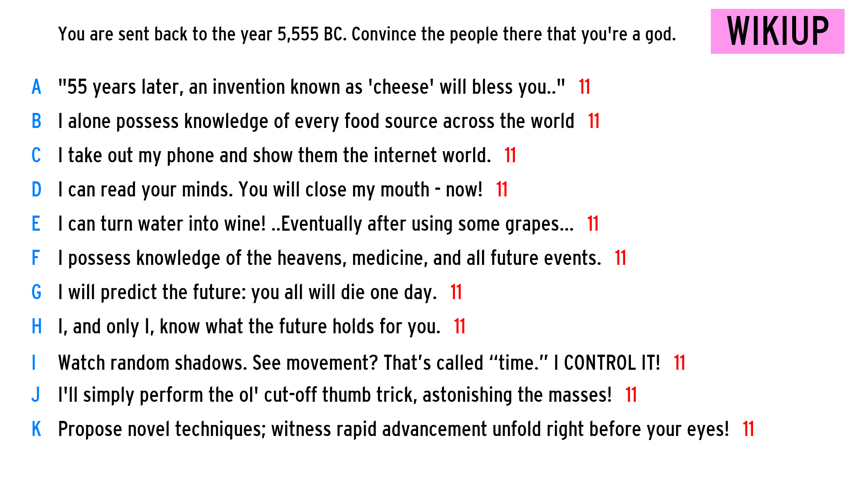 You are sent back to the year 5,555 BC. Convince the people there that you're a god.
WIKIUP
A "55 years later, an invention known as 'cheese' will bless you.." 11
B I alone possess knowledge of every food source across the world 11
C I take out my phone and show them the internet world. 11
D I can read your minds. You will close my mouth - now! 11
E I can turn water into wine! ..Eventually after using some grapes... 11
F I possess knowledge of the heavens, medicine, and all future events. 11
G I will predict the future: you all will die one day. 11
H I, and only I, know what the future holds for you. 11
I Watch random shadows. See movement? That’s called “time.” I CONTROL IT! 11
J I'll simply perform the ol' cut-off thumb trick, astonishing the masses! 11
K Propose novel techniques; witness rapid advancement unfold right before your eyes! 11